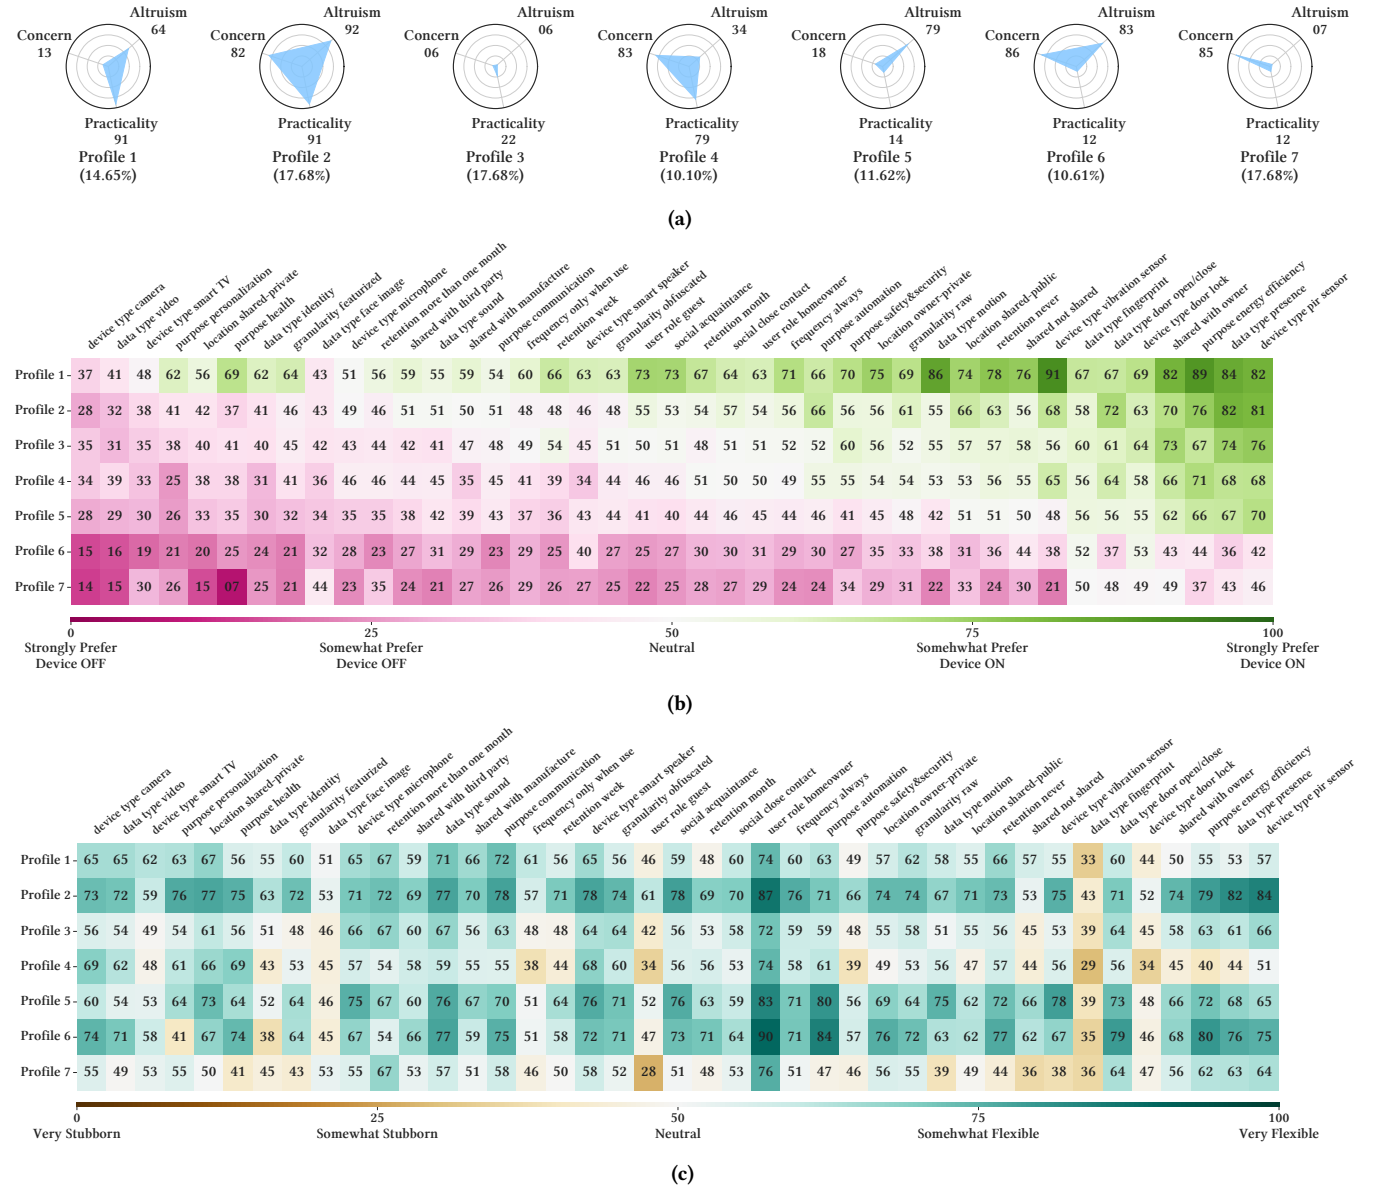 Altruism Altruism Altruism Altruism Altruism Altruism Altruism
64 92 06 34 79 83 07
Concern Concern Concern Concern Concern Concern Concern
13 82 06 83 18 86 85
Practicality Practicality Practicality Practicality Practicality Practicality Practicality
91 91 22 79 14 12 12
Profile 1 Profile 2 Profile 3 Profile 4 Profile 5 Profile 6 Profile 7
(14.65%) (17.68%) (17.68%) (10.10%) (11.62%) (10.61%) (17.68%)
(a)
device type camera
data type video
device type smart TV
purpose personalization
location shared-private
purpose health
data type identity
granularity featurized
data type face image
device type microphone
retention more than one month
shared with third party
data type sound
shared with manufacture
purpose communication
frequency only when use
retention week
device type smart speaker
granularity obfuscated
user role guest
social acquaintance
retention month
social close contact
user role homeowner
frequency always
purpose automation
purpose safety&security
location owner-private
granularity raw
data type motion
location shared-public
retention never
shared not shared
device type vibration sensor
data type fingerprint
data type door open/close
device type door lock
shared with owner
purpose energy efficiency
data type presence
device type pir sensor
Profile 1 37 41 48 62 56 69 62 64 43 51 56 59 55 59 54 60 66 63 63 73 73 67 64 63 71 66 70 75 69 86 74 78 76 91 67 67 69 82 89 84 82
Profile 2 28 32 38 41 42 37 41 46 43 49 46 51 51 50 51 48 48 46 48 55 53 54 57 54 56 66 56 56 61 55 66 63 56 68 58 72 63 70 76 82 81
Profile 3 35 31 35 38 40 41 40 45 42 43 44 42 41 47 48 49 54 45 51 50 51 48 51 51 52 52 60 56 52 55 57 57 58 56 60 61 64 73 67 74 76
Profile 4 34 39 33 25 38 38 31 41 36 46 46 44 45 35 45 41 39 34 44 46 46 51 50 50 49 55 55 54 54 53 53 56 55 65 56 64 58 66 71 68 68
Profile 5 28 29 30 26 33 35 30 32 34 35 35 38 42 39 43 37 36 43 44 41 40 44 46 45 44 46 41 45 48 42 51 51 50 48 56 56 55 62 66 67 70
Profile 6 15 16 19 21 20 25 24 21 32 28 23 27 31 29 23 29 25 40 27 25 27 30 30 31 29 30 27 35 33 38 31 36 44 38 52 37 53 43 44 36 42
Profile 7 14 15 30 26 15 07 25 21 44 23 35 24 21 27 26 29 26 27 25 22 25 28 27 29 24 24 34 29 31 22 33 24 30 21 50 48 49 49 37 43 46
0 25 50 75 100
Strongly Prefer Somewhat Prefer Neutral Somehwhat Prefer Strongly Prefer
Device OFF Device OFF Device ON Device ON
(b)
device type camera
data type video
device type smart TV
purpose personalization
location shared-private
purpose health
data type identity
granularity featurized
data type face image
device type microphone
retention more than one month
shared with third party
data type sound
shared with manufacture
purpose communication
frequency only when use
retention week
device type smart speaker
granularity obfuscated
user role guest
social acquaintance
retention month
social close contact
user role homeowner
frequency always
purpose automation
purpose safety&security
location owner-private
granularity raw
data type motion
location shared-public
retention never
shared not shared
device type vibration sensor
data type fingerprint
data type door open/close
device type door lock
shared with owner
purpose energy efficiency
data type presence
device type pir sensor
Profile 1 65 65 62 63 67 56 55 60 51 65 67 59 71 66 72 61 56 65 56 46 59 48 60 74 60 63 49 57 62 58 55 66 57 55 33 60 44 50 55 53 57
Profile 2 73 72 59 76 77 75 63 72 53 71 72 69 77 70 78 57 71 78 74 61 78 69 70 87 76 71 66 74 74 67 71 73 53 75 43 71 52 74 79 82 84
Profile 3 56 54 49 54 61 56 51 48 46 66 67 60 67 56 63 48 48 64 64 42 56 53 58 72 59 59 48 55 58 51 55 56 45 53 39 64 45 58 63 61 66
Profile 4 69 62 48 61 66 69 43 53 45 57 54 58 59 55 55 38 44 68 60 34 56 56 53 74 58 61 39 49 53 56 47 57 44 56 29 56 34 45 40 44 51
Profile 5 60 54 53 64 73 64 52 64 46 75 67 60 76 67 70 51 64 76 71 52 76 63 59 83 71 80 56 69 64 75 62 72 66 78 39 73 48 66 72 68 65
Profile 6 74 71 58 41 67 74 38 64 45 67 54 66 77 59 75 51 58 72 71 47 73 71 64 90 71 84 57 76 72 63 62 77 62 67 35 79 46 68 80 76 75
Profile 7 55 49 53 55 50 41 45 43 53 55 67 53 57 51 58 46 50 58 52 28 51 48 53 76 51 47 46 56 55 39 49 44 36 38 36 64 47 56 62 63 64
0 25 50 75 100
Very Stubborn Somewhat Stubborn Neutral Somehwhat Flexible Very Flexible
(c)